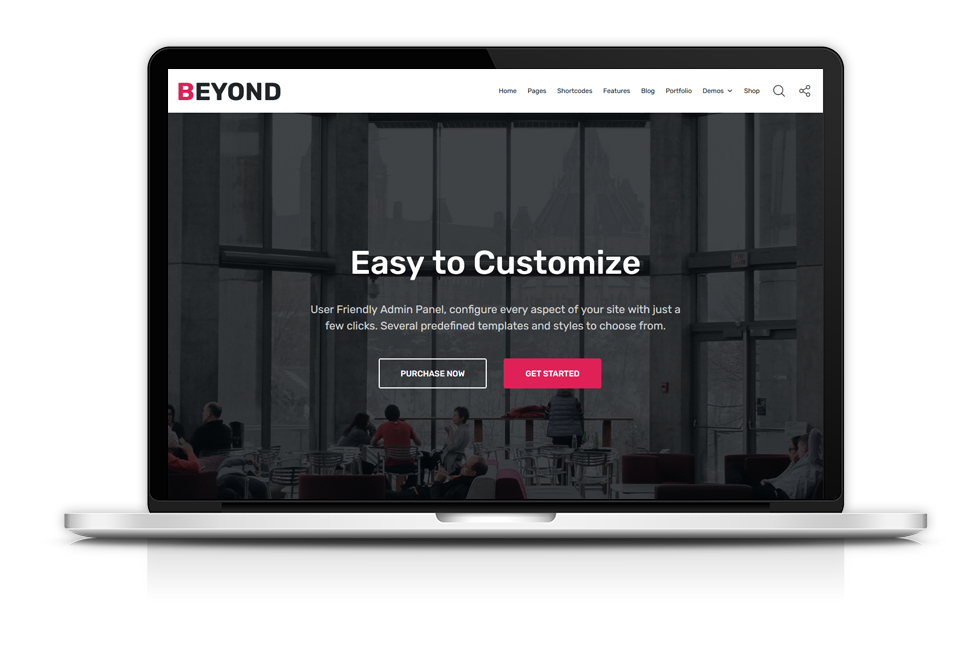 BEYOND
Home Pages Shortcodes Features Blog Portfolio Demos Shop
Easy to Customize
User Friendly Admin Panel, configure every aspect of your site with just a
few clicks. Several predefined templates and styles to choose from.
PURCHASE NOW GET STARTED